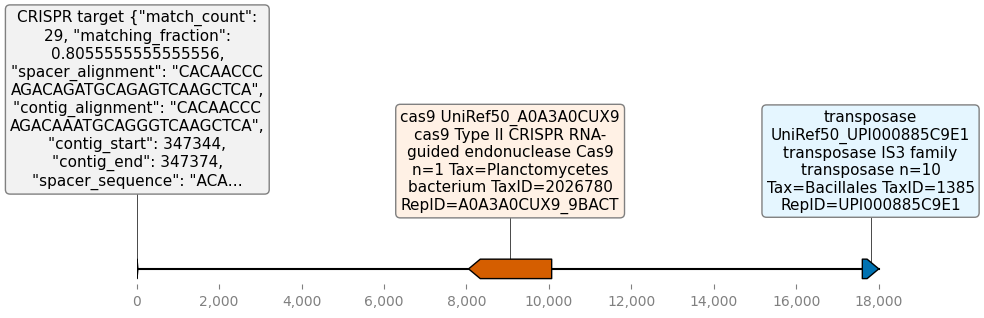 CRISPR target {"match_count":
29, "matching_fraction":
0.8055555555555556,
"spacer_alignment": "CACAACCC
AGACAGATGCAGAGTCAAGCTCA",
"contig_alignment": "CACAACCC
AGACAAATGCAGGGTCAAGCTCA",
"contig_start": 347344,
"contig_end": 347374,
"spacer_sequence": "ACA...
cas9 UniRef50_A0A3A0CUX9
cas9 Type II CRISPR RNA-
guided endonuclease Cas9
n=1 Tax=Planctomycetes
bacterium TaxID=2026780
RepID=A0A3A0CUX9_9BACT
transposase
UniRef50_UPI000885C9E1
transposase IS3 family
transposase n=10
Tax=Bacillales TaxID=1385
RepID=UPI000885C9E1
0 2,000 4,000 6,000 8,000 10,000 12,000 14,000 16,000 18,000